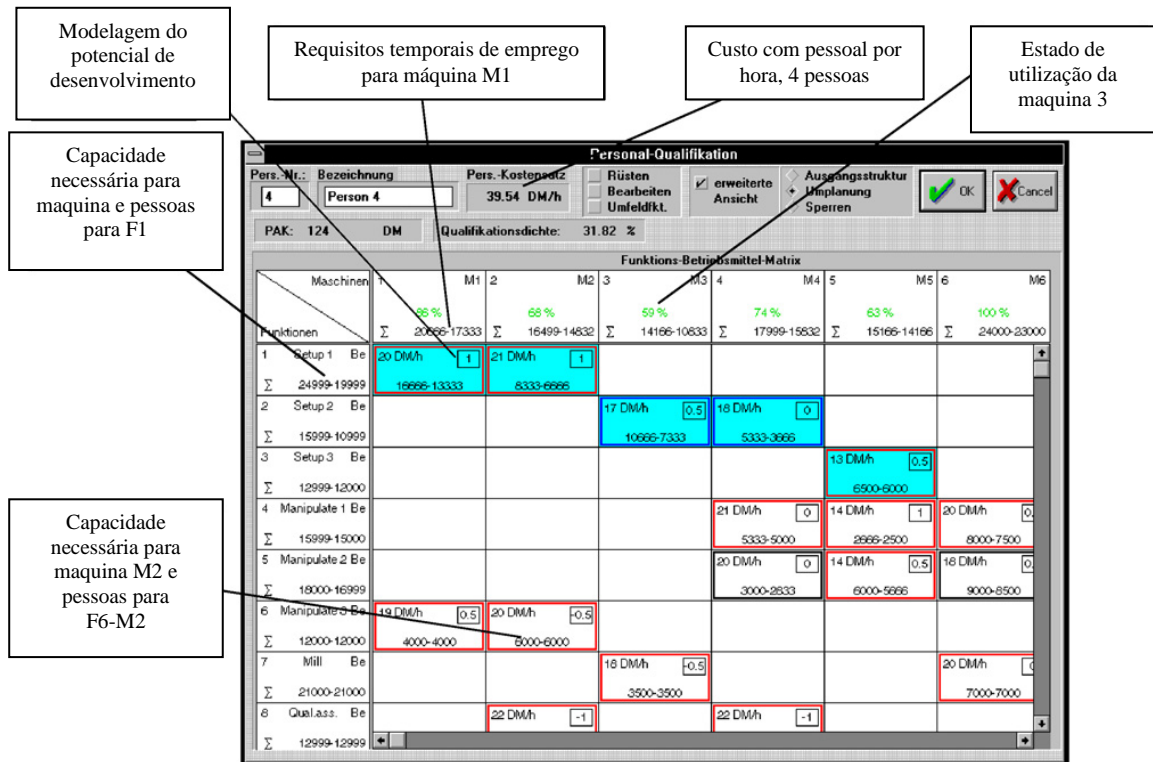 Modelagem do
potencial de
desenvolvimento
Requisitos temporais de emprego
para máquina M1
Custo com pessoal por
hora, 4 pessoas
Estado de
utilização da
maquina 3
Capacidade
necessária para
maquina e pessoas
para F1
Capacidade
necessária para
maquina M2 e
pessoas para
F6-M2
Personal-Qualifikation
Pers.-Nr.: Bezeichnung Pers.-Kostensatz
4 Person 4 39.54 DM/h
Rüsten
Bearbeiten
Umfeldfkt.
erweiterte
Ansicht
Ausgangsstruktur
Umplanung
Sperren
OK
Cancel
PAK: 124 DM Qualifikationsdichte: 31.82 %
Funktions-Betriebsmittel-Matrix
Maschinen 1 M1 2 M2 3 M3 4 M4 5 M5 6 M6
86 % 68 % 59 % 74 % 63 % 100 %
Funktionen Σ 20666-17333 Σ 16499-14832 Σ 14166-10833 Σ 17999-15832 Σ 15166-14166 Σ 24000-23000
1 Setup 1 Be 20 DM/h 1 21 DM/h 1
Σ 24999-19999 16666-13333 8333-6666
2 Setup 2 Be 17 DM/h 0.5 18 DM/h 0
Σ 15999-10999 10666-7333 5333-3666
3 Setup 3 Be 13 DM/h 0.5
Σ 12999-12000 6500-6000
4 Manipulate 1 Be 21 DM/h 0 14 DM/h 1 20 DM/h 0.
Σ 15999-15000 5333-5000 2666-2500 8000-7500
5 Manipulate 2 Be 20 DM/h 0 14 DM/h 0.5 18 DM/h 0.
Σ 18000-16999 3000-2833 6000-5666 9000-8500
6 Manipulate 3 Be 19 DM/h 0.5 20 DM/h -0.5
Σ 12000-12000 4000-4000 6000-6000
7 Mill Be 18 DM/h -0.5 20 DM/h
Σ 21000-21000 3500-3500 7000-7000
8 Qual.ass. Be 22 DM/h -1 22 DM/h -1
Σ 12999-12999